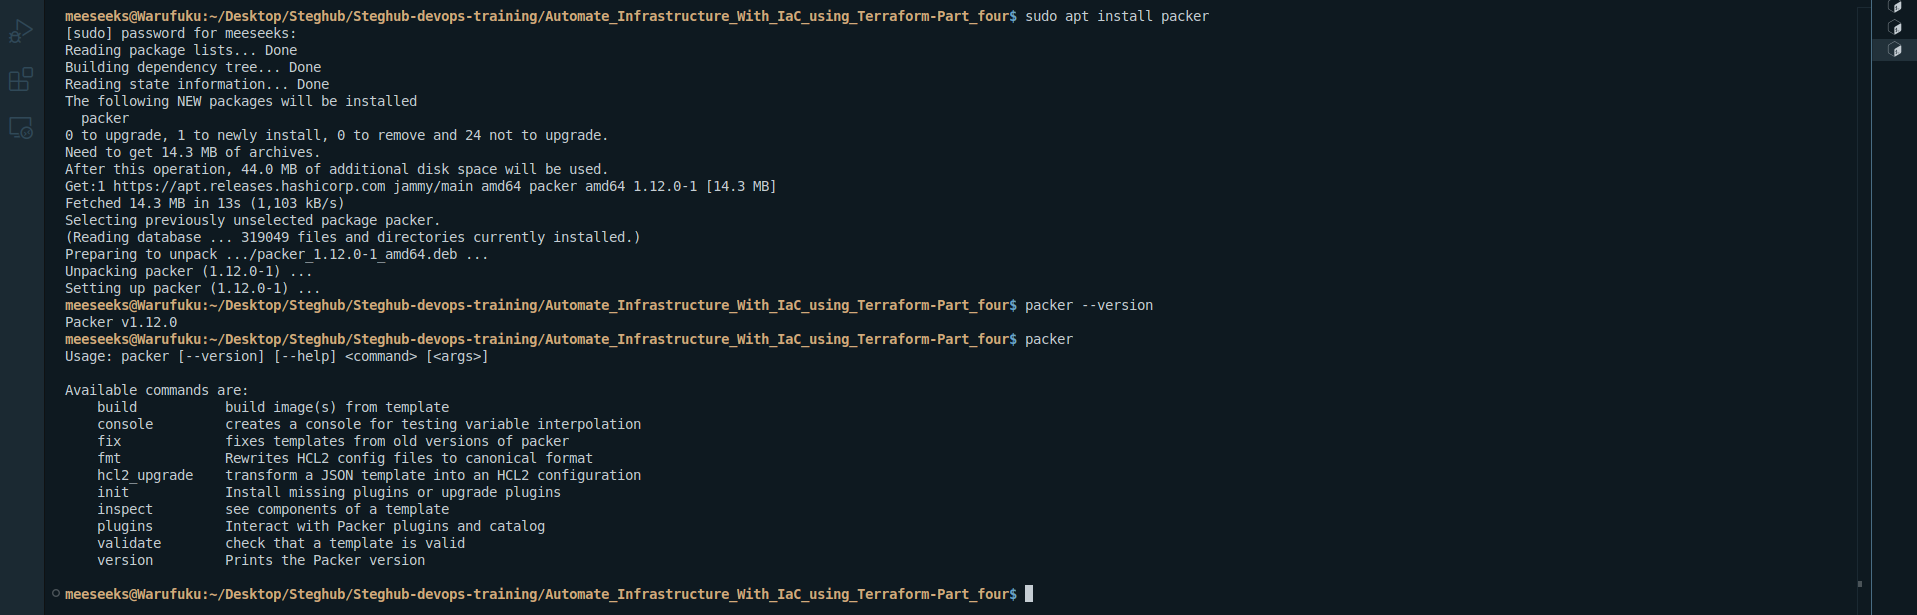 meeseeks@Warufuku:~/Desktop/Steghub/Steghub-devops-training/Automate_Infrastructure_With_IaC_using_Terraform-Part_four$ sudo apt install packer
[sudo] password for meeseeks:
Reading package lists... Done
Building dependency tree... Done
Reading state information... Done
The following NEW packages will be installed
  packer
0 to upgrade, 1 to newly install, 0 to remove and 24 not to upgrade.
Need to get 14.3 MB of archives.
After this operation, 44.0 MB of additional disk space will be used.
Get:1 https://apt.releases.hashicorp.com jammy/main amd64 packer amd64 1.12.0-1 [14.3 MB]
Fetched 14.3 MB in 13s (1,103 kB/s)
Selecting previously unselected package packer.
(Reading database ... 319049 files and directories currently installed.)
Preparing to unpack .../packer_1.12.0-1_amd64.deb ...
Unpacking packer (1.12.0-1) ...
Setting up packer (1.12.0-1) ...
meeseeks@Warufuku:~/Desktop/Steghub/Steghub-devops-training/Automate_Infrastructure_With_IaC_using_Terraform-Part_four$ packer --version
Packer v1.12.0
meeseeks@Warufuku:~/Desktop/Steghub/Steghub-devops-training/Automate_Infrastructure_With_IaC_using_Terraform-Part_four$ packer
Usage: packer [--version] [--help] <command> [<args>]
Available commands are:
    build           build image(s) from template
    console         creates a console for testing variable interpolation
    fix             fixes templates from old versions of packer
    fmt             Rewrites HCL2 config files to canonical format
    hcl2_upgrade    transform a JSON template into an HCL2 configuration
    init            Install missing plugins or upgrade plugins
    inspect         see components of a template
    plugins         Interact with Packer plugins and catalog
    validate        check that a template is valid
    version         Prints the Packer version
meeseeks@Warufuku:~/Desktop/Steghub/Steghub-devops-training/Automate_Infrastructure_With_IaC_using_Terraform-Part_four$